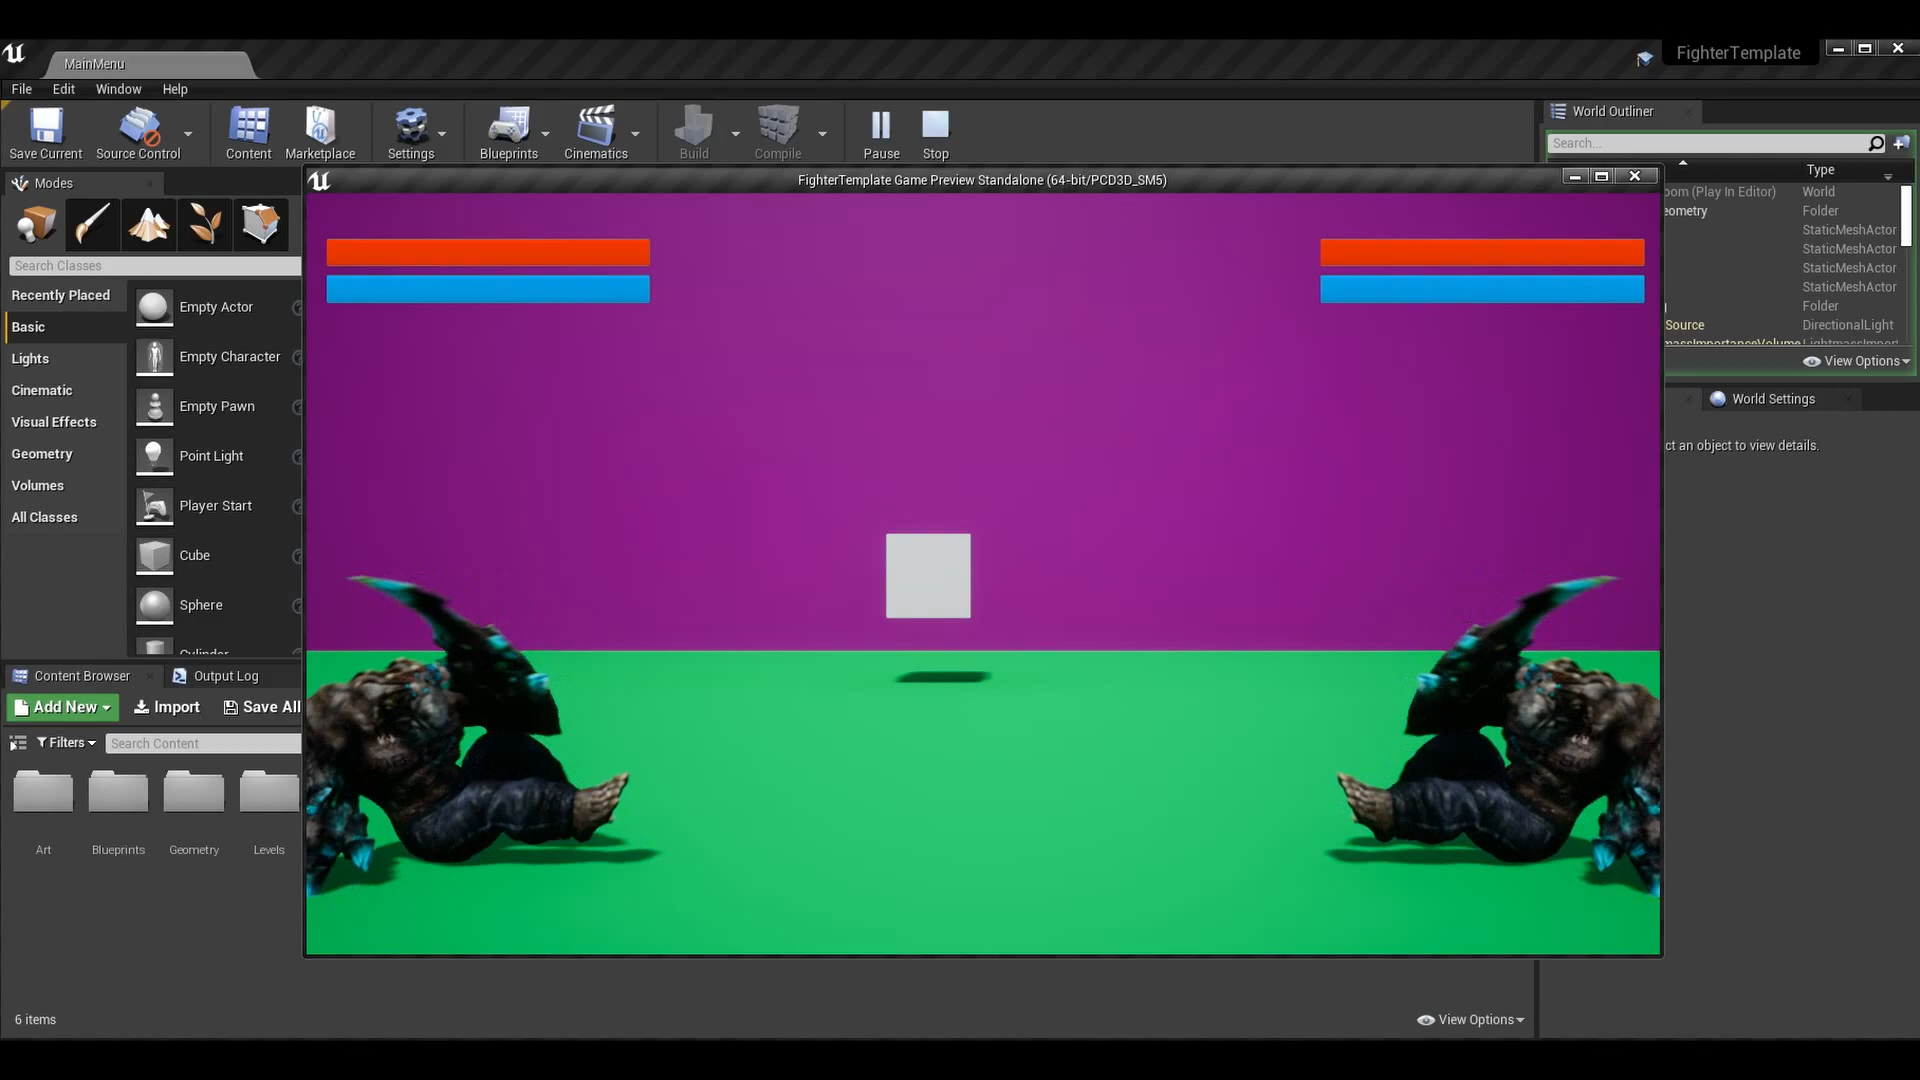 MainMenu
FighterTemplate
File Edit Window Help
Save Current Source Control Content Marketplace Settings Blueprints Cinematics Build Compile Pause Stop
World Outliner
Search...
Type
Modes
FighterTemplate Game Preview Standalone (64-bit/PCD3D_SM5)
(Play In Editor) World
Folder
StaticMeshActor
StaticMeshActor
StaticMeshActor
StaticMeshActor
Folder
Source DirectionalLight
View Options
World Settings
an object to view details.
Search Classes
Recently Placed
Basic
Lights
Cinematic
Visual Effects
Geometry
Volumes
All Classes
Empty Actor
Empty Character
Empty Pawn
Point Light
Player Start
Cube
Sphere
Content Browser Output Log
Add New Import Save All
Filters Search Content
Art Blueprints Geometry Levels
6 items
View Options